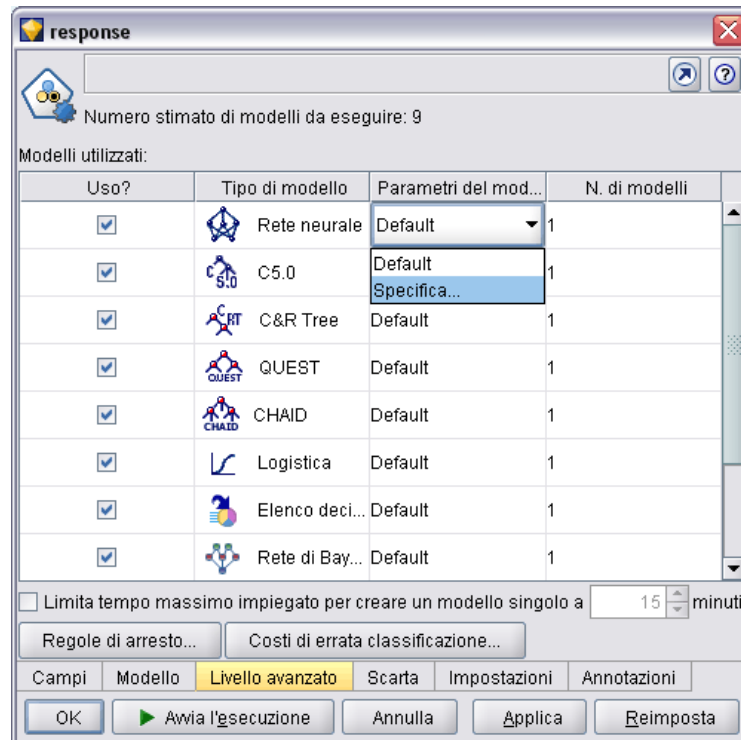 response
Numero stimato di modelli da eseguire: 9
Modelli utilizzati:
Uso? Tipo di modello Parametri del mod... N. di modelli
Rete neurale Default 1
C5.0 Default 1
Specifica...
C&R Tree Default 1
QUEST Default 1
CHAID Default 1
Logistica Default 1
Elenco deci... Default 1
Rete di Bay... Default 1
Limita tempo massimo impiegato per creare un modello singolo a 15 minuti
Regole di arresto... Costi di errata classificazione...
Campi Modello Livello avanzato Scarta Impostazioni Annotazioni
OK Avvia l'esecuzione Annulla Applica Reimposta